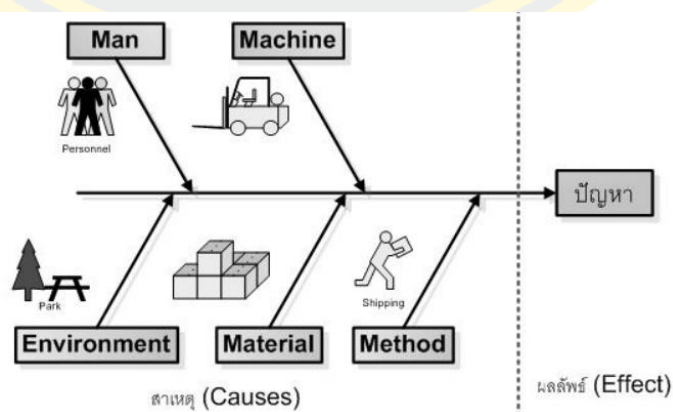 Man
Machine
Personnel
ปัญหา
Park
Shipping
Environment
Material
Method
สาเหตุ (Causes)
ผลลัพธ์ (Effect)